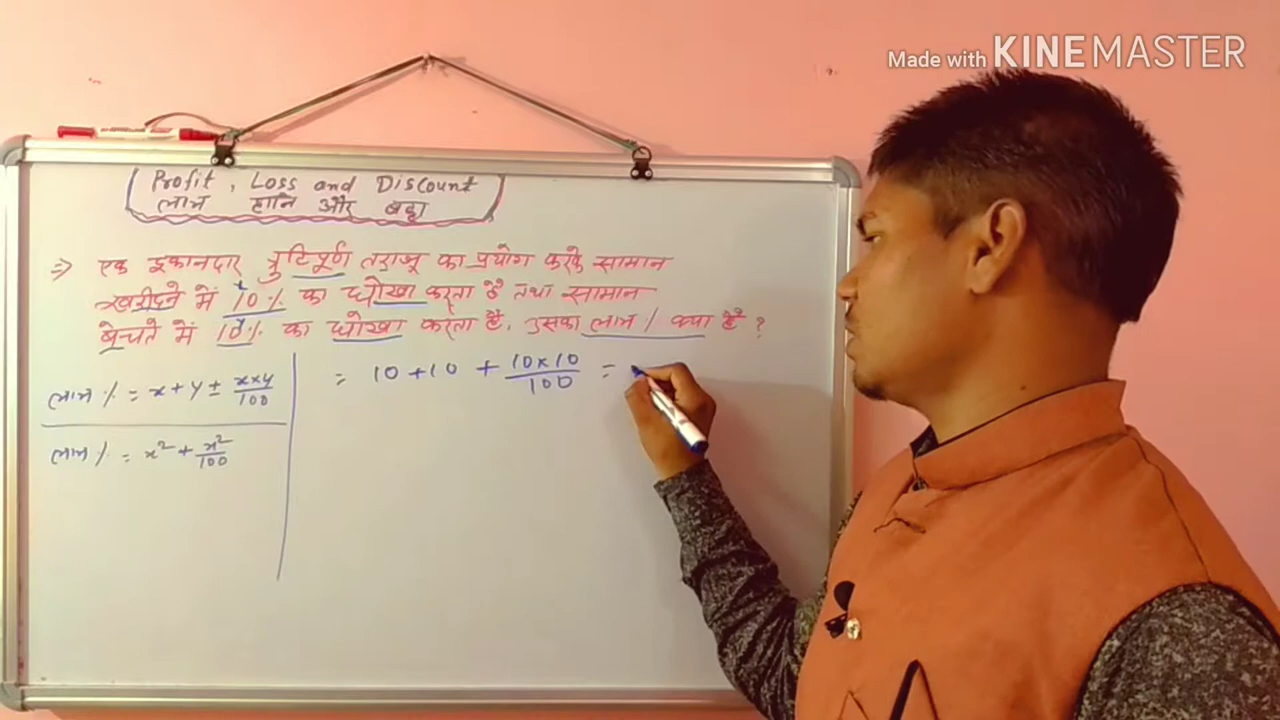 Made with KINEMASTER
Profit, Loss and Discount
लाभ हानि और बट्टा
⇒ एक दुकानदार त्रुटिपूर्ण तराजू का प्रयोग करके सामान
खरीदने में 10% का धोखा करता है तथा सामान
बेचते में 10% का धोखा करता है, उसका लाभ % क्या है ?
लाभ % = x + y ± x×y/100
= 10 + 10 + 10×10/100 =
लाभ % = x² + x²/100